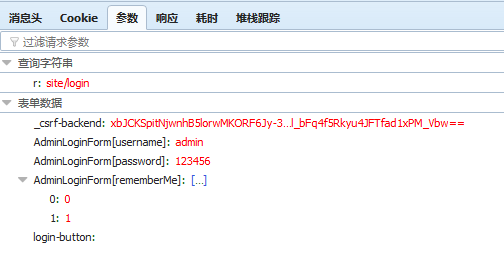 消息头 Cookie 参数 响应 耗时 堆栈跟踪
过滤请求参数
查询字符串
r: site/login
表单数据
_csrf-backend: xbJCKSpitNjwnhB5lorwMKORF6Jy-3…l_bFq4f5Rkyu4JFTfad1xPM_Vbw==
AdminLoginForm[username]: admin
AdminLoginForm[password]: 123456
AdminLoginForm[rememberMe]: […]
0: 0
1: 1
login-button: